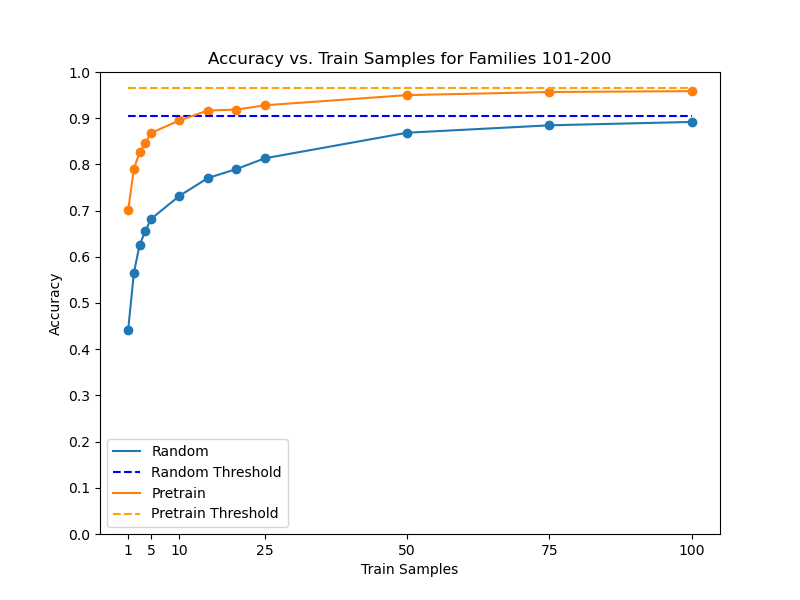 Accuracy vs. Train Samples for Families 101-200
1.0
0.9
0.8
0.7
0.6
0.5
0.4
0.3
0.2
0.1
0.0
Accuracy
Random
Random Threshold
Pretrain
Pretrain Threshold
1 5 10 25 50 75 100
Train Samples